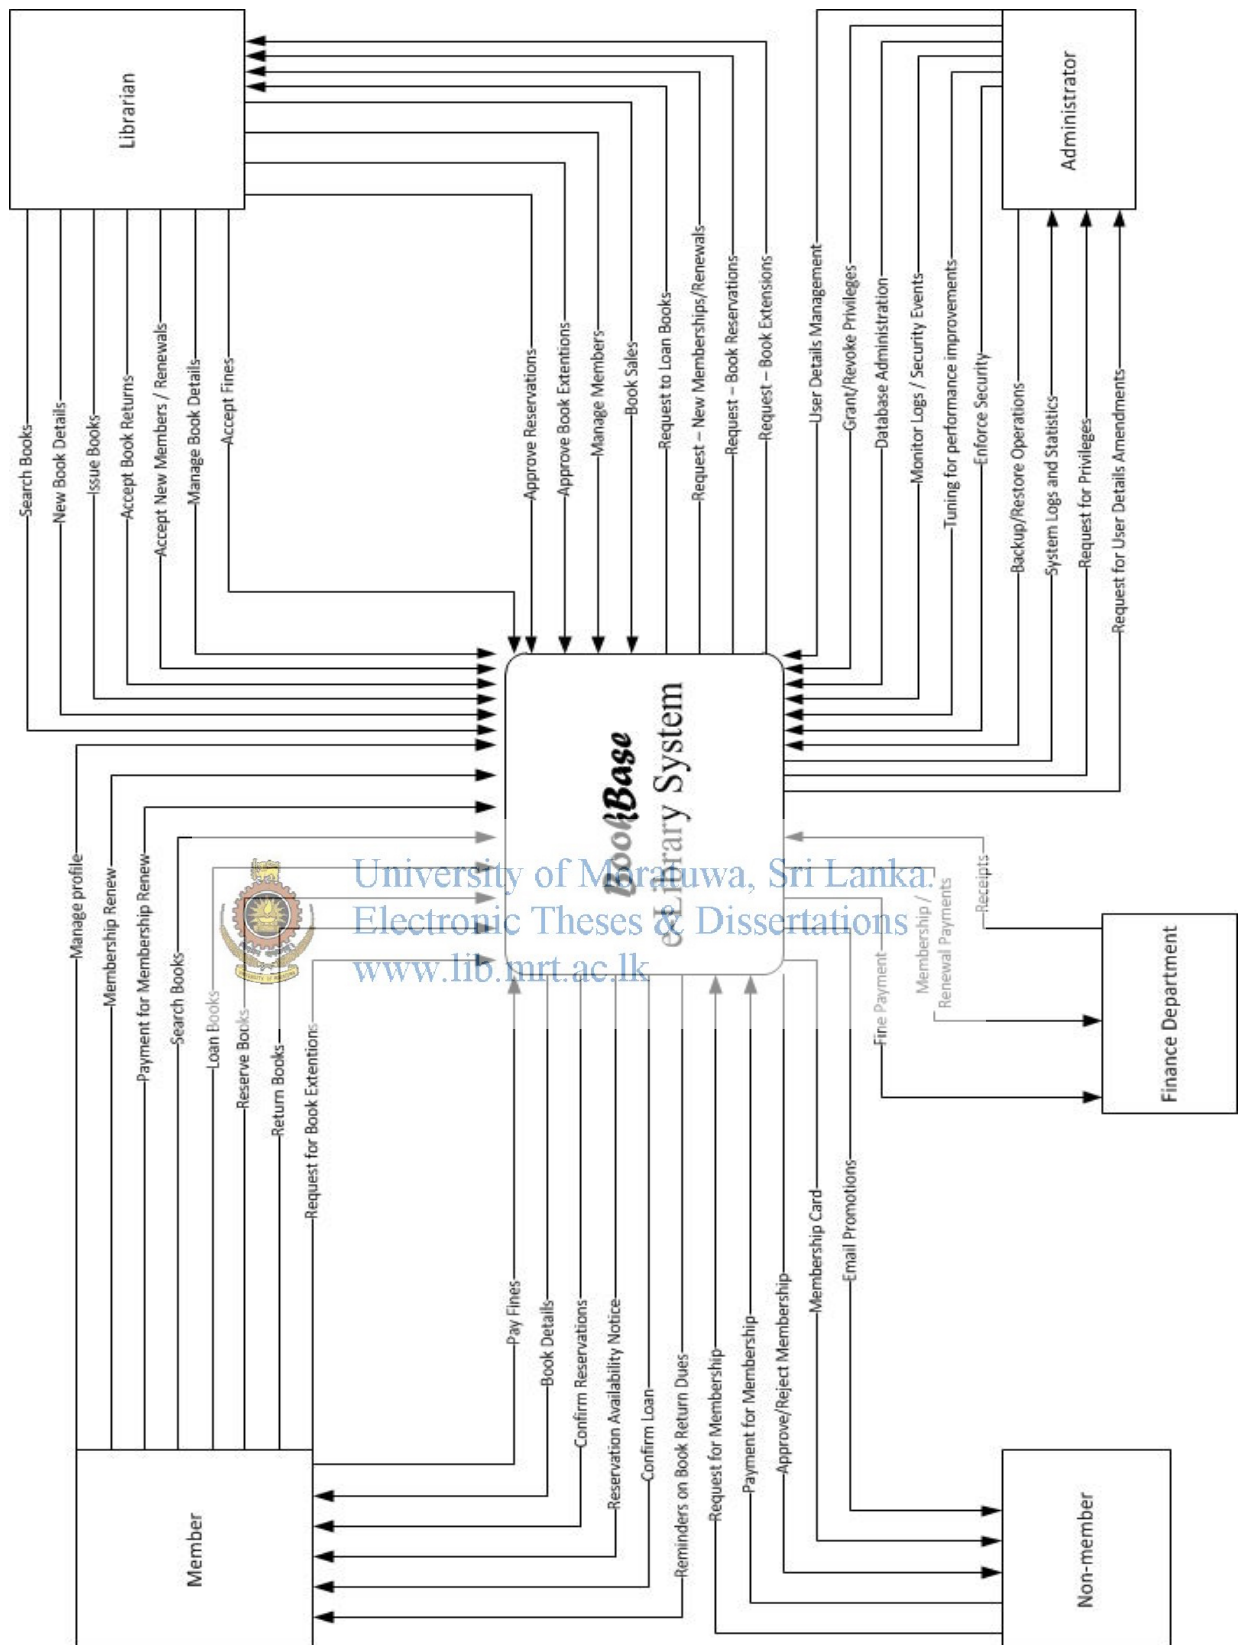 Librarian
Administrator
Search Books
New Book Details
Issue Books
Accept Book Returns
Accept New Members / Renewals
Manage Book Details
Accept Fines
Approve Reservations
Approve Book Extentions
Manage Members
Book Sales
Request to Loan Books
Request – New Memberships/Renewals
Request – Book Reservations
Request – Book Extensions
User Details Management
Grant/Revoke Privileges
Database Administration
Monitor Logs / Security Events
Tuning for performance improvements
Enforce Security
Backup/Restore Operations
System Logs and Statistics
Request for Privileges
Request for User Details Amendments
BookBase
e-Library System
Manage profile
Membership Renew
Payment for Membership Renew
Search Books
Loan Books
Reserve Books
Return Books
Request for Book Extentions
University of Moratuwa, Sri Lanka.
Electronic Theses & Dissertations
www.lib.mrt.ac.lk
Pay Fines
Book Details
Confirm Reservations
Reservation Availability Notice
Confirm Loan
Reminders on Book Return Dues
Request for Membership
Payment for Membership
Approve/Reject Membership
Membership Card
Email Promotions
Fine Payment
Membership /
Renewal Payments
Receipts
Finance Department
Member
Non-member